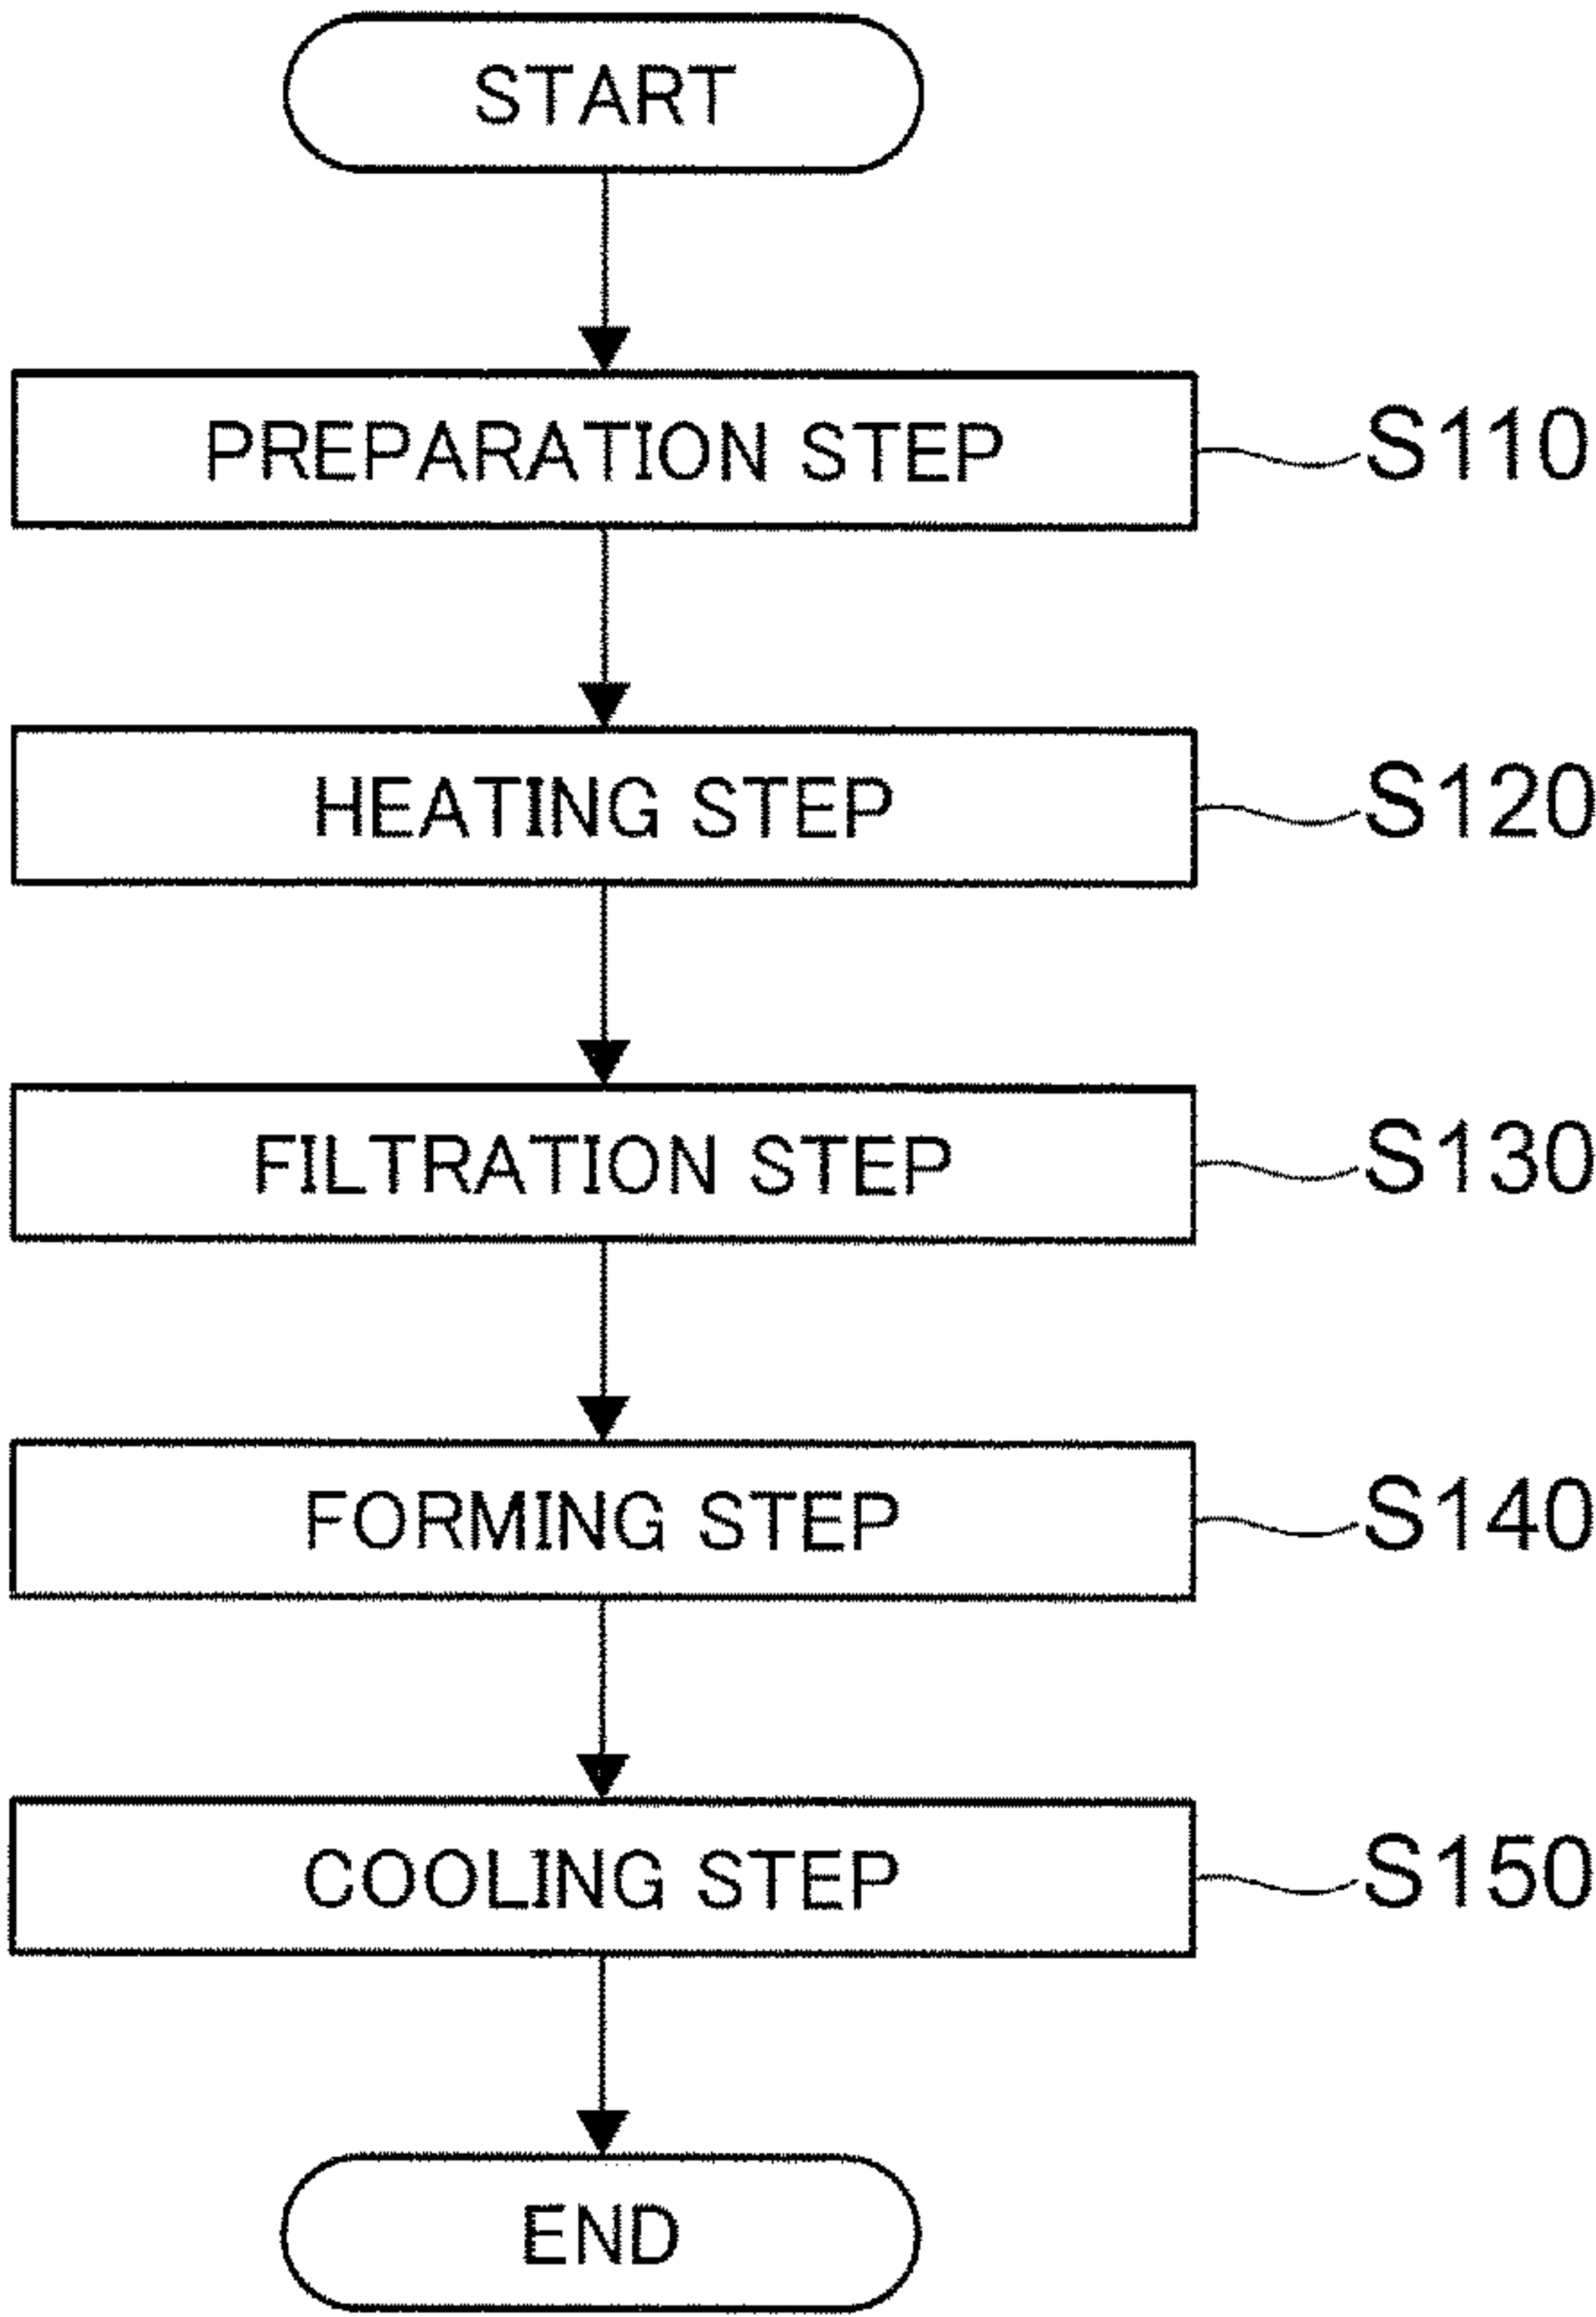 START
PREPARATION STEP S110
HEATING STEP S120
FILTRATION STEP S130
FORMING STEP S140
COOLING STEP S150
END